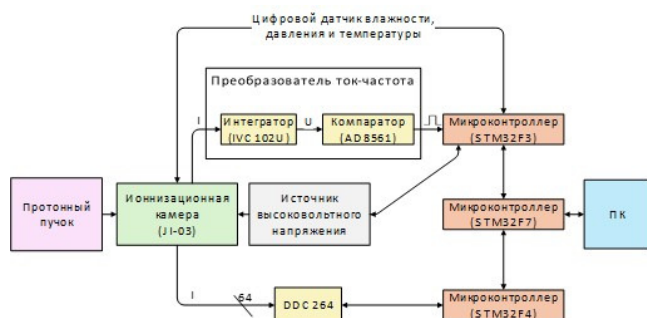 Цифровой датчик влажности,
давления и температуры
Преобразователь ток-частота
I
Интегратор
(IVC 102U)
U
Компаратор
(AD8561)
Микроконтроллер
(STM32F3)
Протонный
пучок
Ионнизационная
камера
(JI-03)
Источник
высоковольтного
напряжения
Микроконтроллер
(STM32F7)
ПК
I
64
DDC 264
Микроконтроллер
(STM32F4)